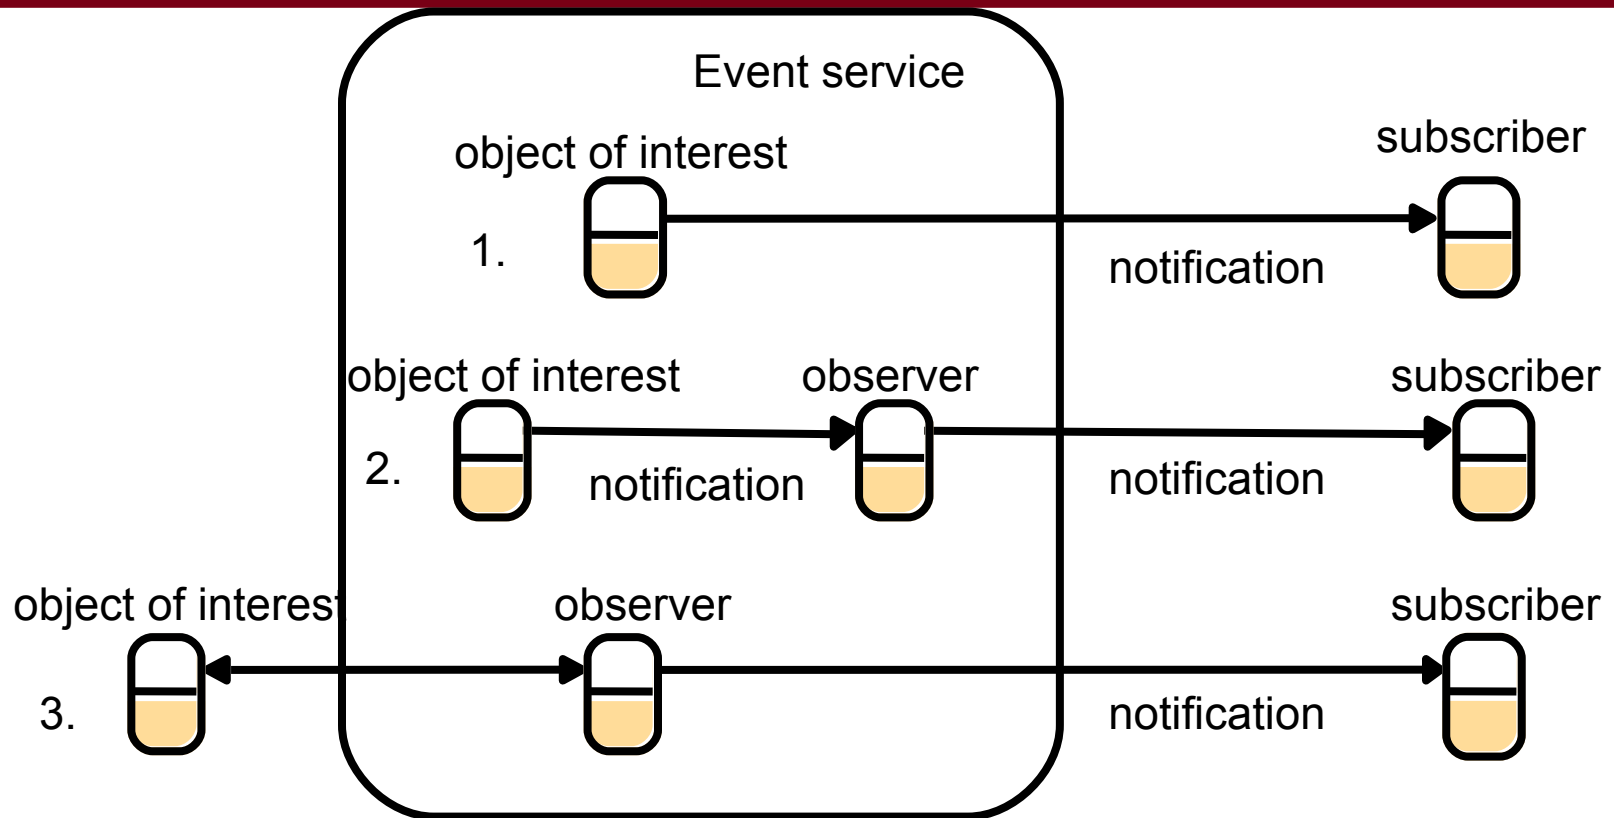 Event service
object of interest
subscriber
1.
notification
object of interest
observer
subscriber
2.
notification
notification
object of interest
observer
subscriber
3.
notification